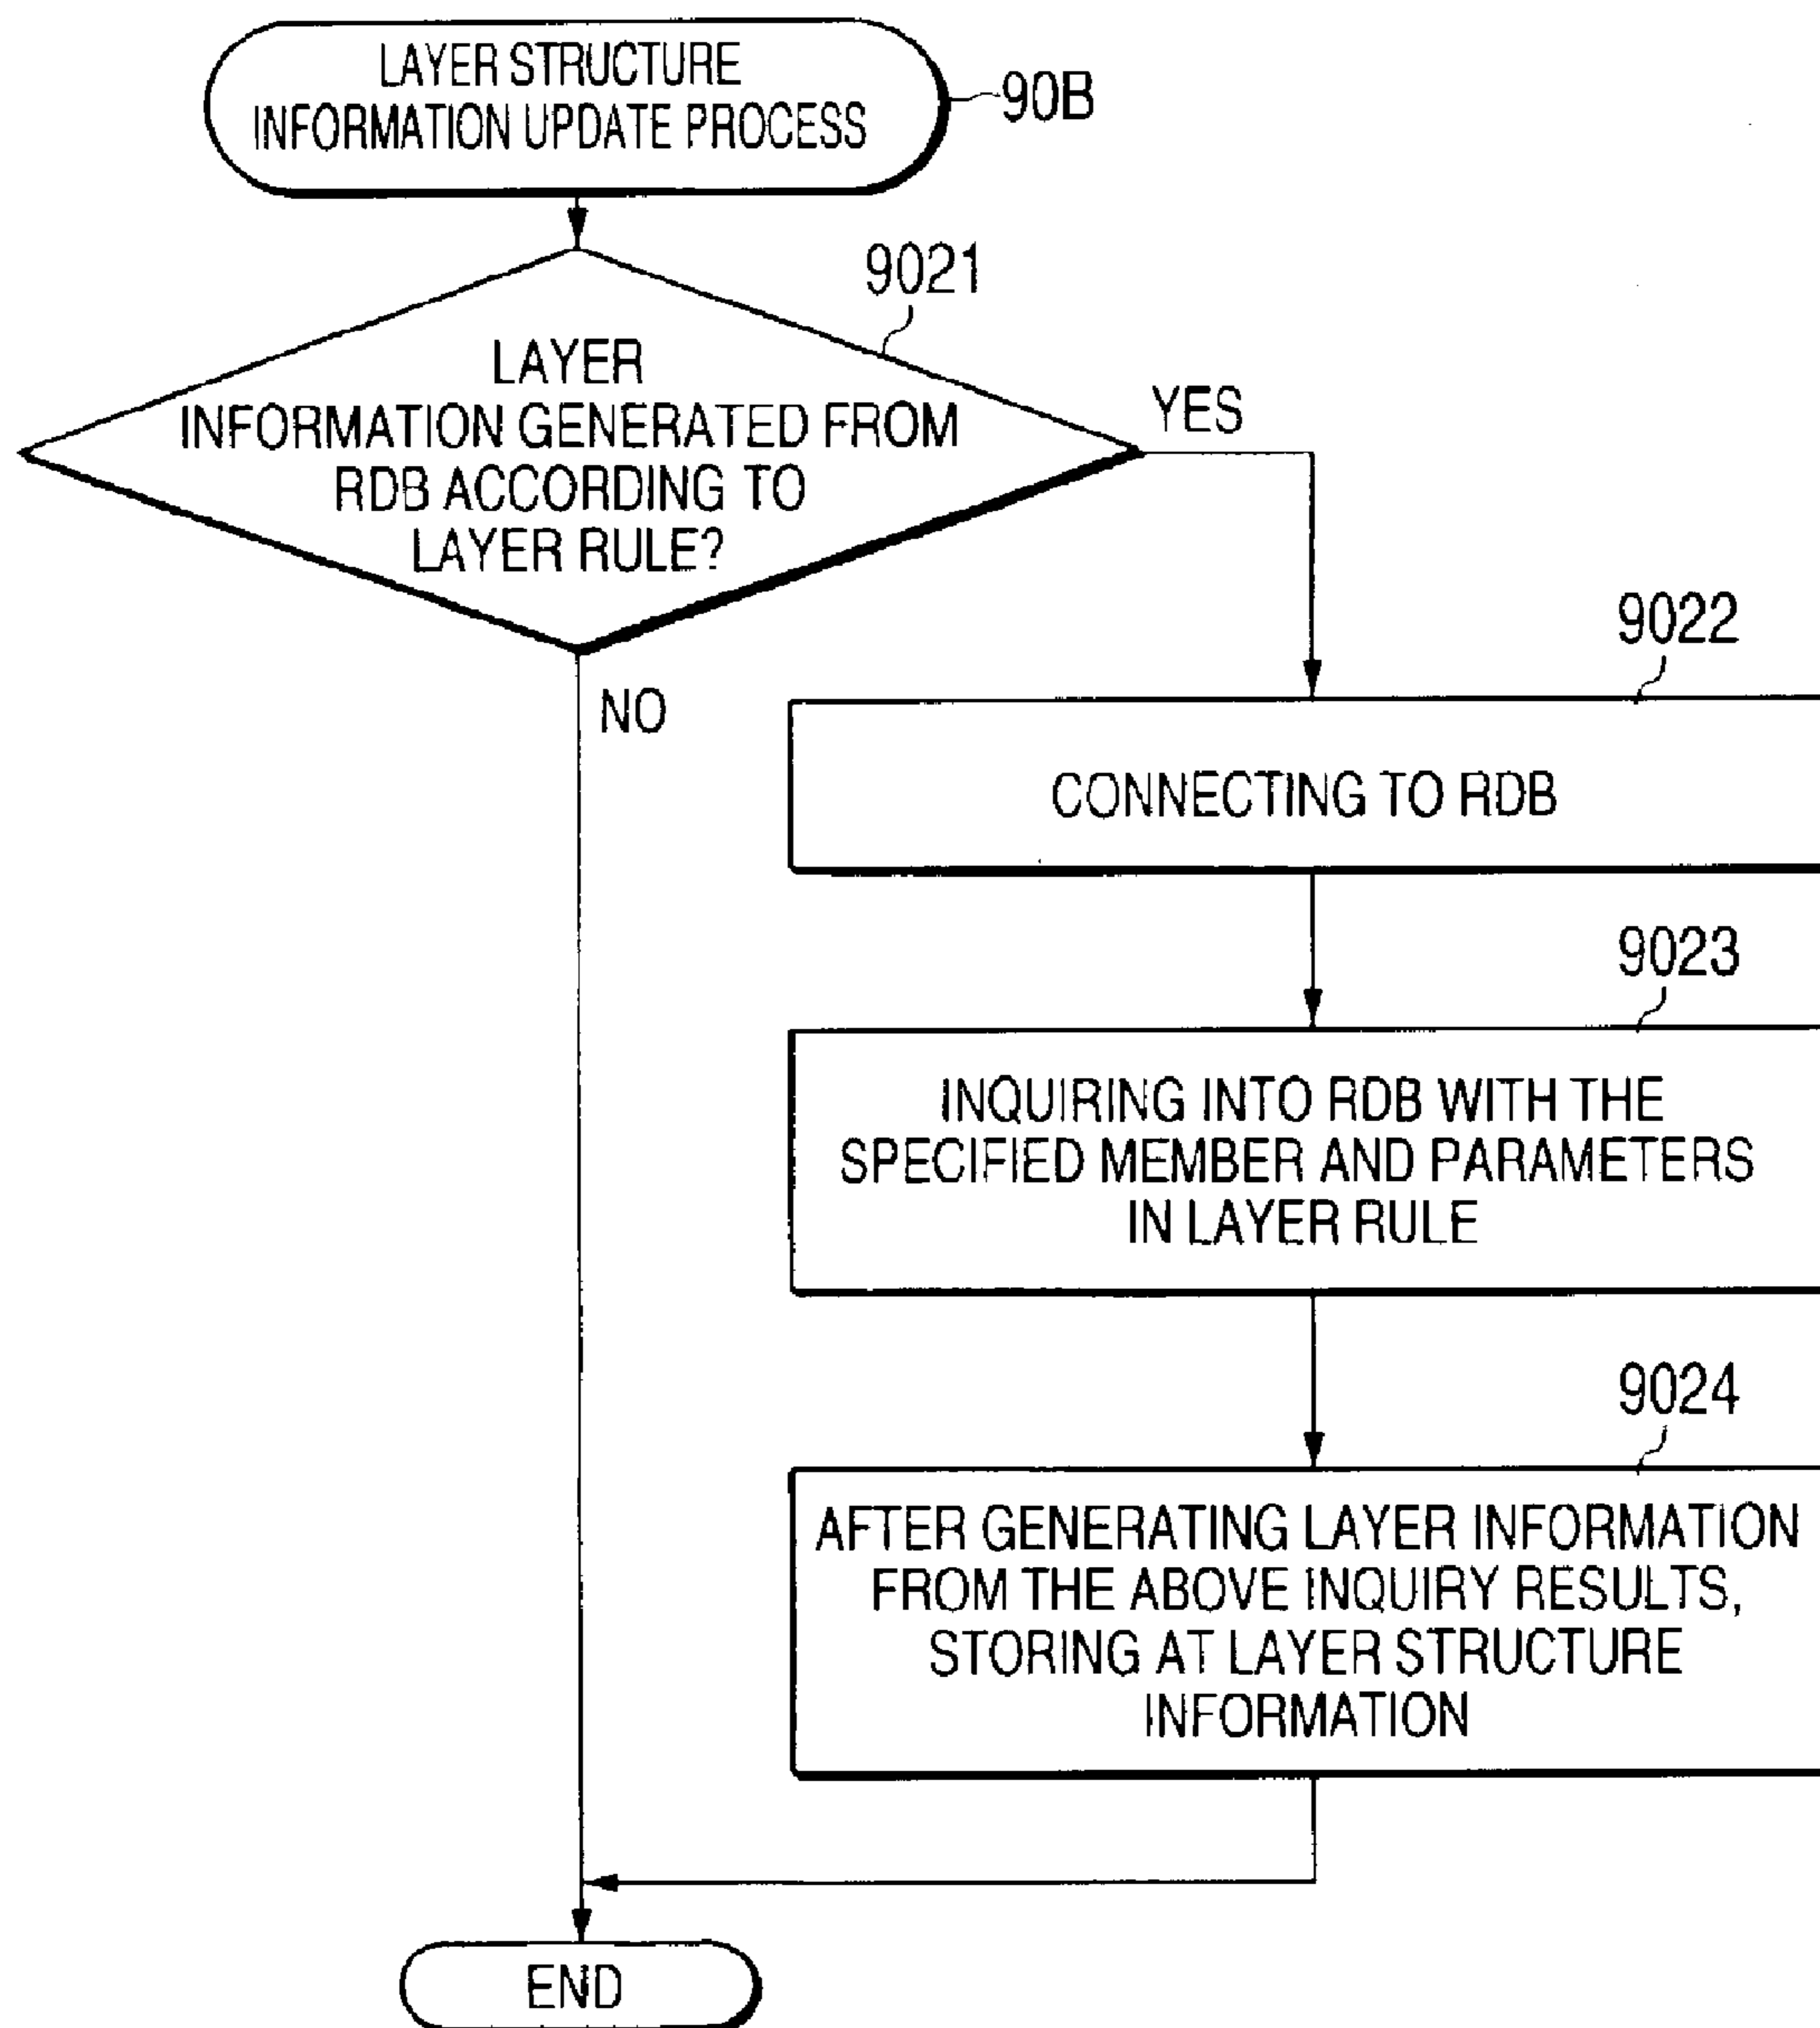 LAYER STRUCTURE
INFORMATION UPDATE PROCESS
90B
9021
LAYER
INFORMATION GENERATED FROM
RDB ACCORDING TO
LAYER RULE?
YES
NO
9022
CONNECTING TO RDB
9023
INQUIRING INTO RDB WITH THE
SPECIFIED MEMBER AND PARAMETERS
IN LAYER RULE
9024
AFTER GENERATING LAYER INFORMATION
FROM THE ABOVE INQUIRY RESULTS,
STORING AT LAYER STRUCTURE
INFORMATION
END